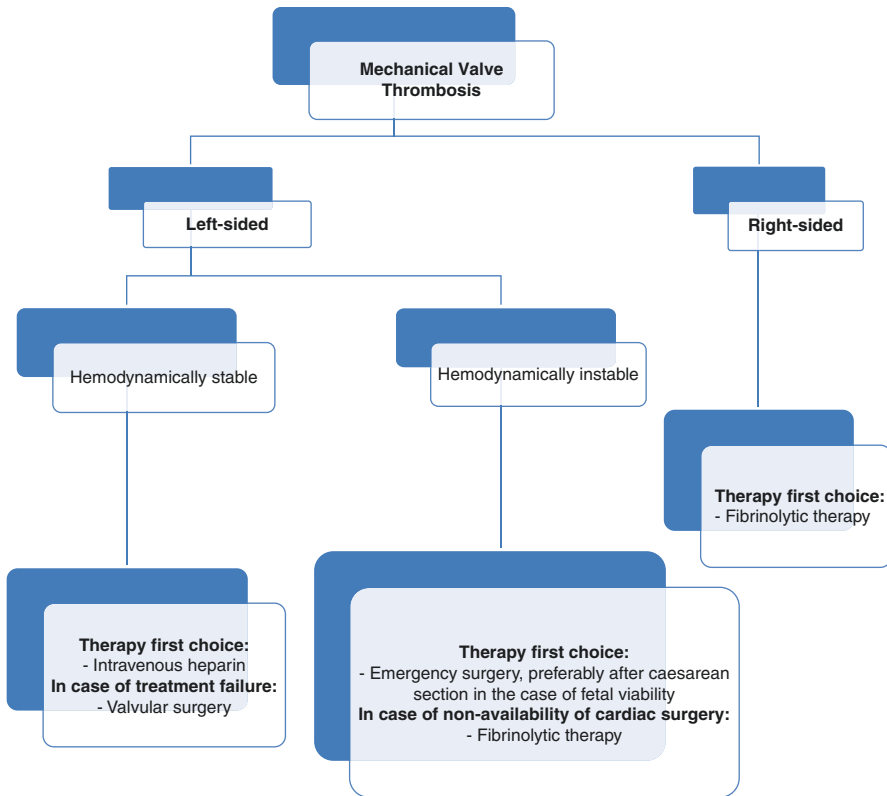 Mechanical Valve
Thrombosis
Left-sided
Right-sided
Hemodynamically stable
Hemodynamically instable
Therapy first choice:
- Fibrinolytic therapy
Therapy first choice:
- Intravenous heparin
In case of treatment failure:
- Valvular surgery
Therapy first choice:
- Emergency surgery, preferably after caesarean
section in the case of fetal viability
In case of non-availability of cardiac surgery:
- Fibrinolytic therapy